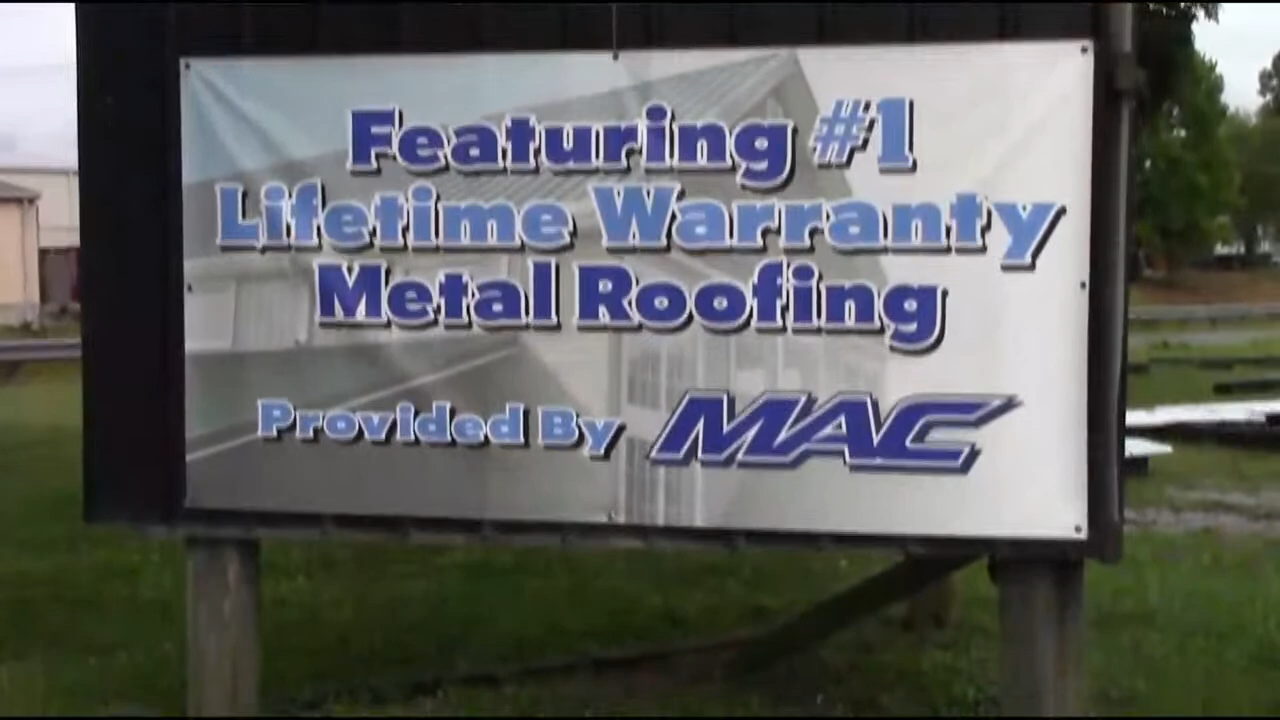 Featuring #1
Lifetime Warranty
Metal Roofing
Provided By MAC